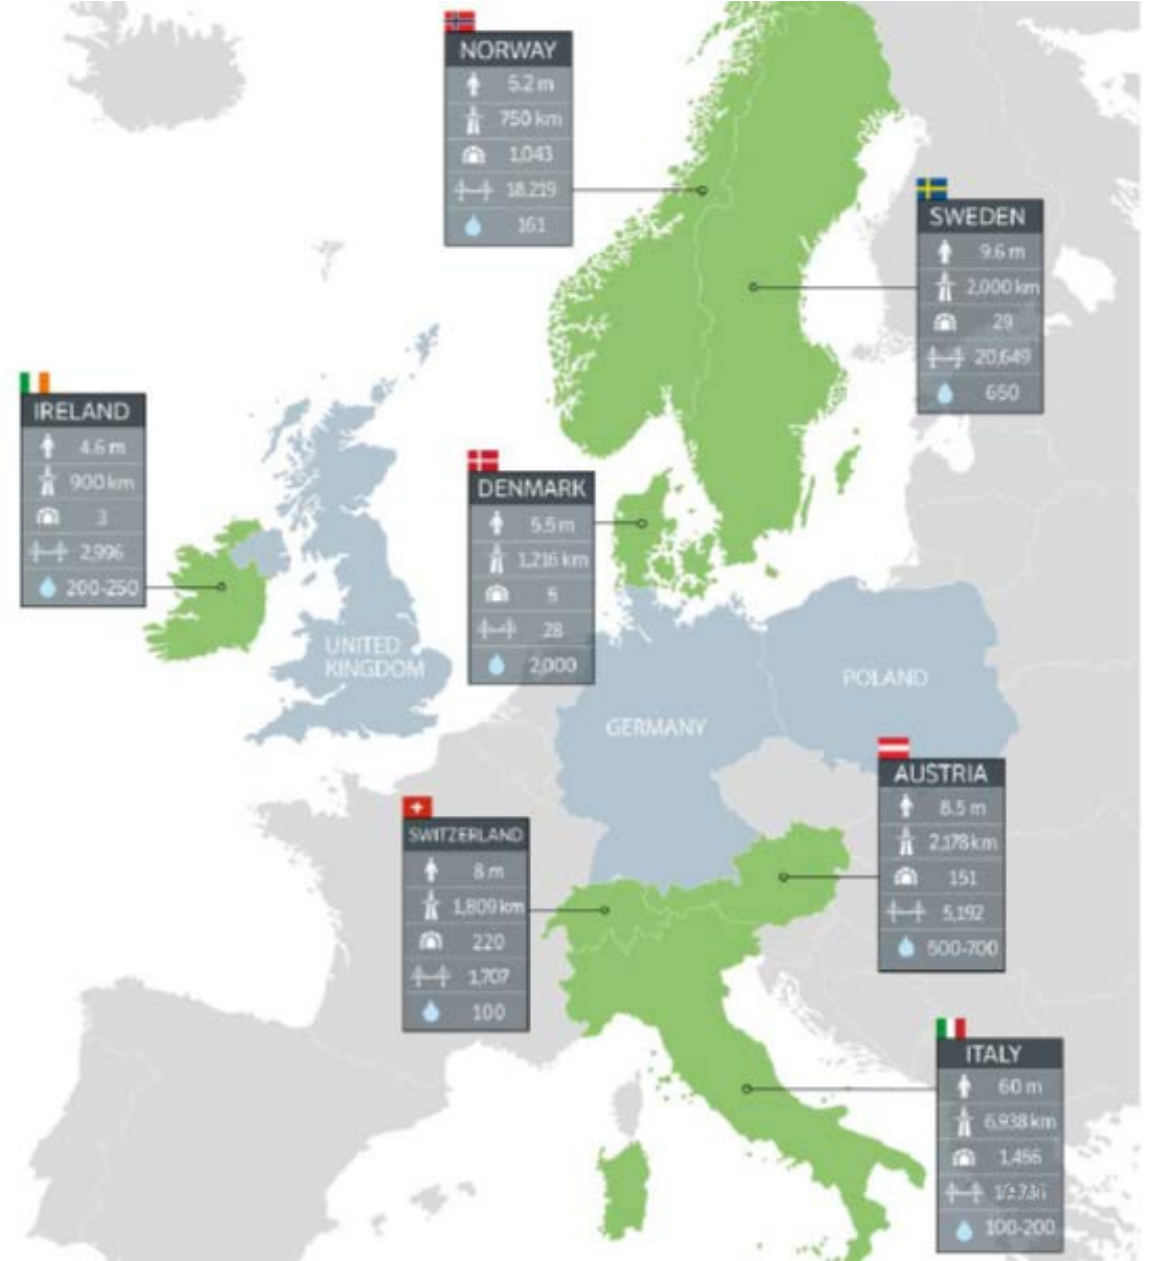 NORWAY
5.2 m
750 km
1,043
18,219
161
SWEDEN
9.6 m
2,000 km
29
20,649
650
IRELAND
4.6 m
900 km
3
2,996
200-250
DENMARK
5.5 m
1,216 km
5
28
2,000
UNITED
KINGDOM
POLAND
GERMANY
AUSTRIA
8.5 m
2,178 km
151
5,192
500-700
SWITZERLAND
8 m
1,809 km
220
1,707
100
ITALY
60 m
6,938 km
1,466
100-200